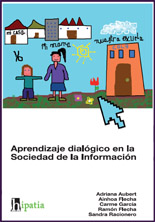 mi casa
Yo
mi mamá
nuestra escuela
Aprendizaje dialógico en la
Sociedad de la Información
Adriana Aubert
Ainhoa Flecha
Carme García
Ramón Flecha
Sandra Racionero
hipatia